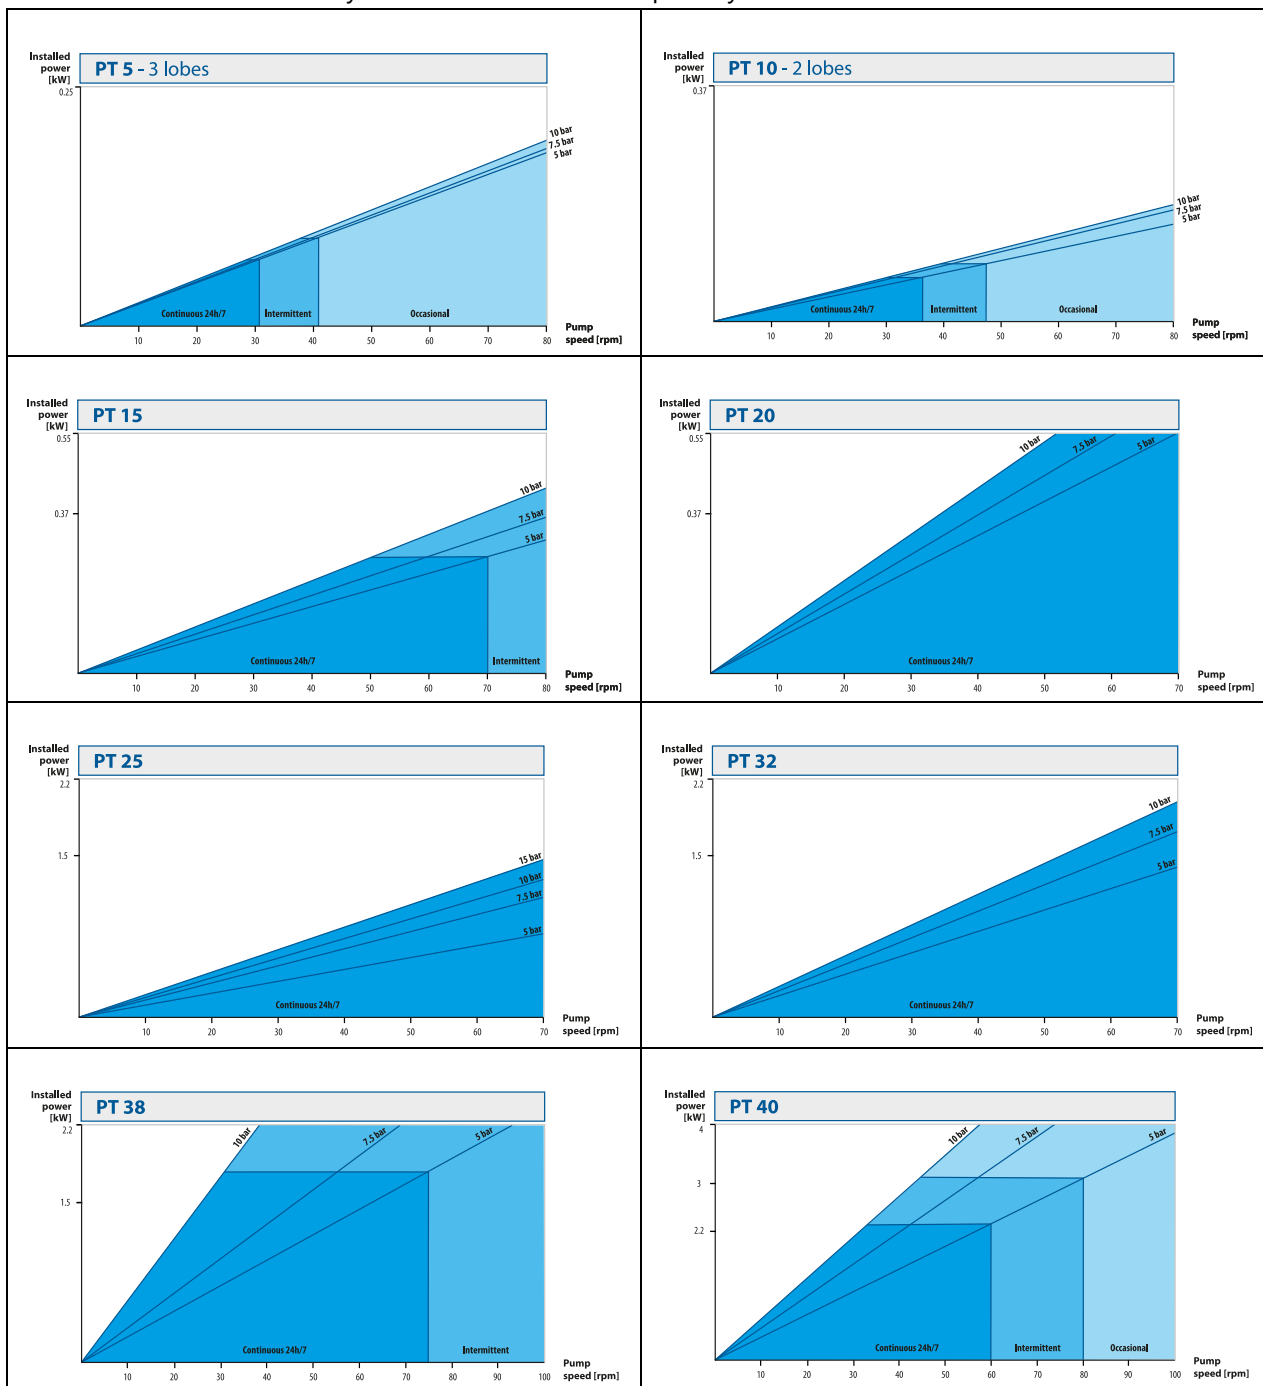 Installed
power
[kW]
PT 5 - 3 lobes
0.25
10 bar
7.5 bar
5 bar
Continuous 24h/7
Intermittent
Occasional
10 20 30 40 50 60 70 80
Pump
speed [rpm]
Installed
power
[kW]
PT 10 - 2 lobes
0.37
10 bar
7.5 bar
5 bar
Continuous 24h/7
Intermittent
Occasional
10 20 30 40 50 60 70 80
Pump
speed [rpm]
Installed
power
[kW]
PT 15
0.55
0.37
10 bar
7.5 bar
5 bar
Continuous 24h/7
Intermittent
10 20 30 40 50 60 70 80
Pump
speed [rpm]
Installed
power
[kW]
PT 20
0.55
0.37
10 bar
7.5 bar
5 bar
Continuous 24h/7
10 20 30 40 50 60 70
Pump
speed [rpm]
Installed
power
[kW]
PT 25
2.2
1.5
15 bar
10 bar
7.5 bar
5 bar
Continuous 24h/7
10 20 30 40 50 60 70
Pump
speed [rpm]
Installed
power
[kW]
PT 32
2.2
1.5
10 bar
7.5 bar
5 bar
Continuous 24h/7
10 20 30 40 50 60 70
Pump
speed [rpm]
Installed
power
[kW]
PT 38
2.2
1.5
10 bar
7.5 bar
5 bar
Continuous 24h/7
Intermittent
10 20 30 40 50 60 70 80 90 100
Pump
speed [rpm]
Installed
power
[kW]
PT 40
4
3
2.2
10 bar
7.5 bar
5 bar
Continuous 24h/7
Intermittent
Occasional
10 20 30 40 50 60 70 80 90 100
Pump
speed [rpm]